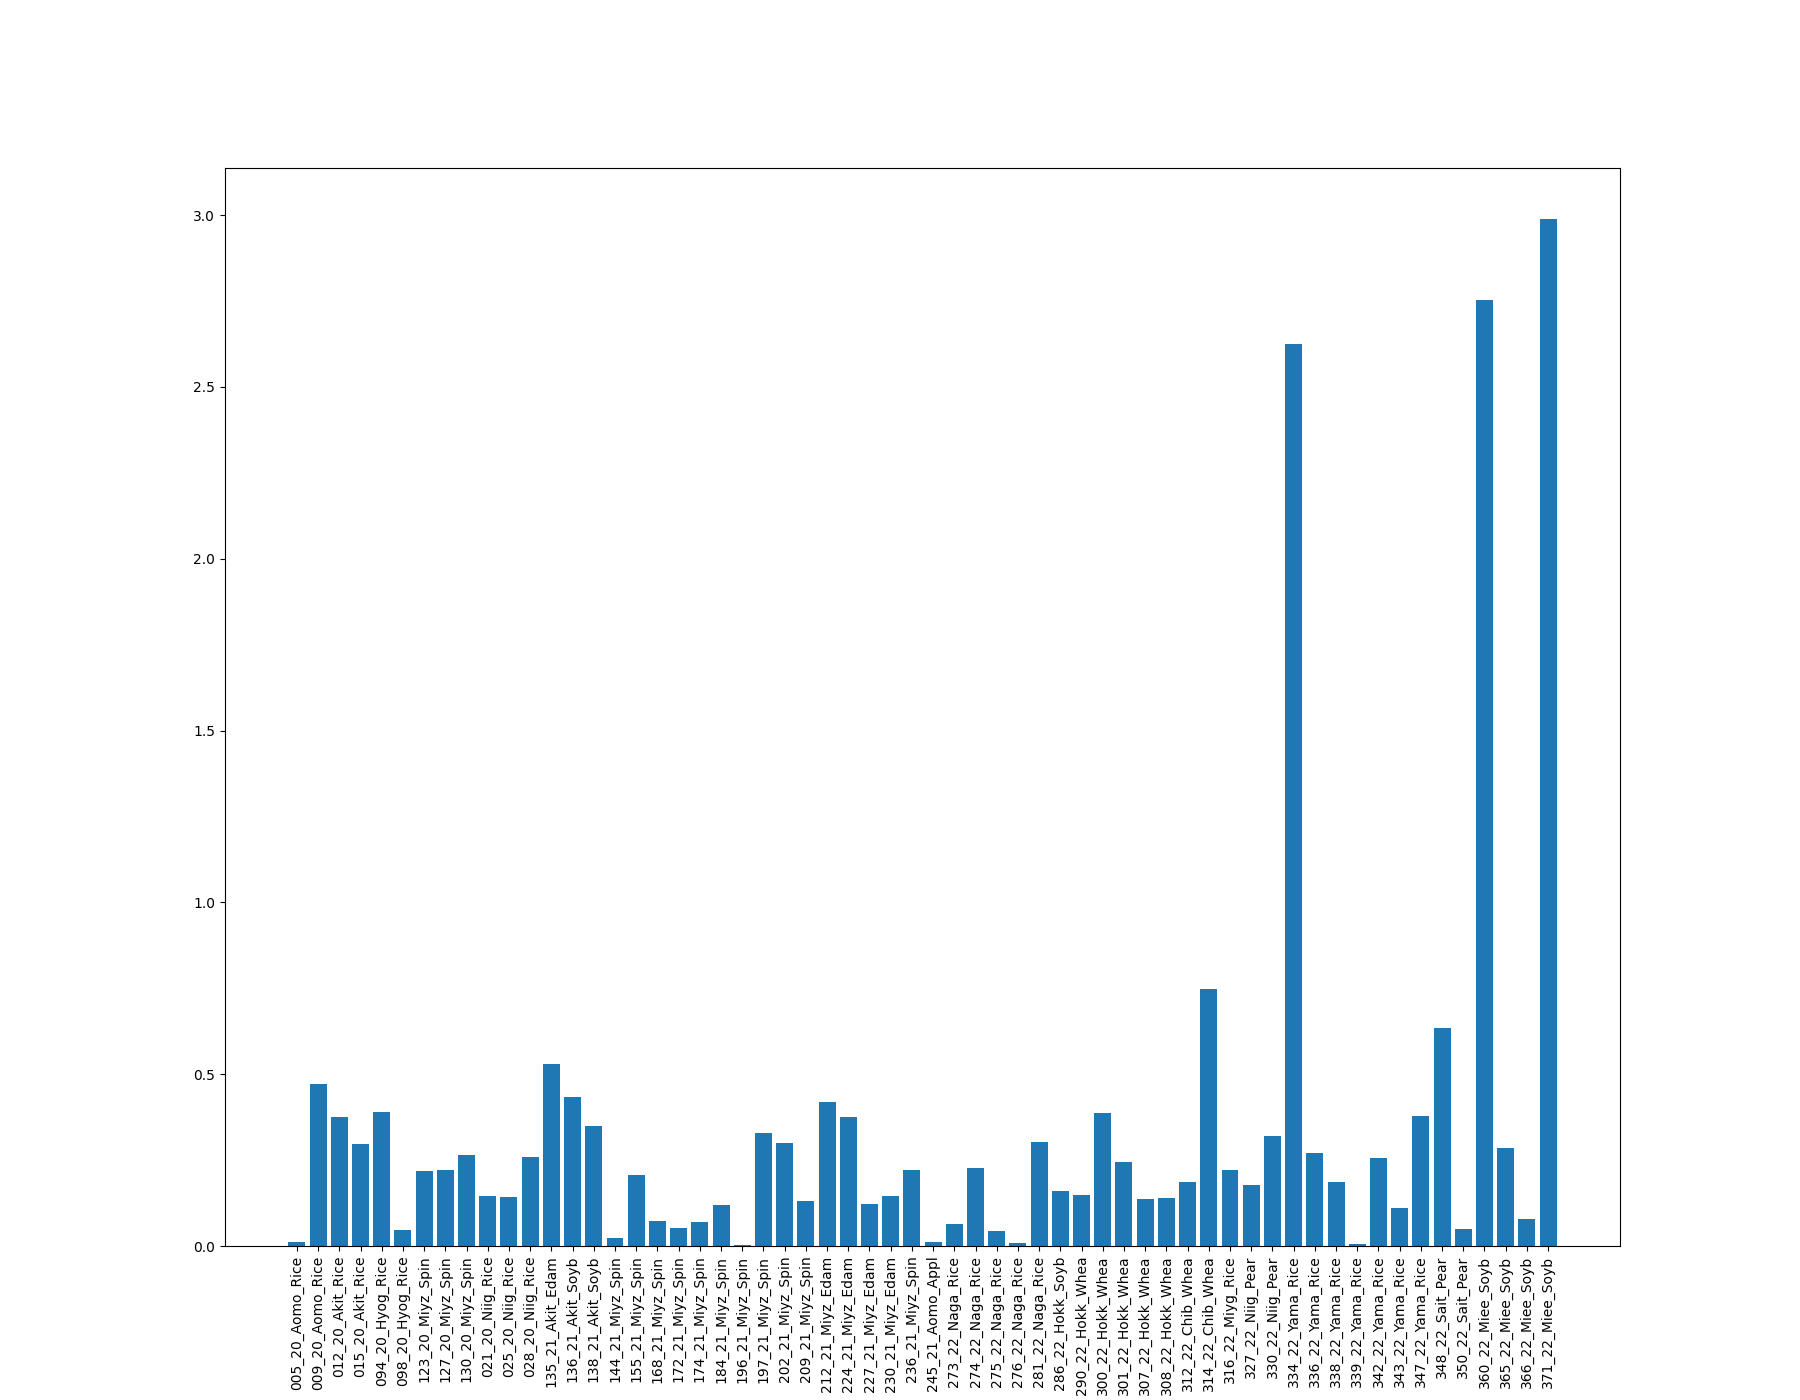 3.0
2.5
2.0
1.5
1.0
0.5
0.0
005_20_Aomo_Rice
009_20_Aomo_Rice
012_20_Akit_Rice
015_20_Akit_Rice
094_20_Hyog_Rice
098_20_Hyog_Rice
123_20_Miyz_Spin
127_20_Miyz_Spin
130_20_Miyz_Spin
021_20_Niig_Rice
025_20_Niig_Rice
028_20_Niig_Rice
135_21_Akit_Edam
136_21_Akit_Soyb
138_21_Akit_Soyb
144_21_Miyz_Spin
155_21_Miyz_Spin
168_21_Miyz_Spin
172_21_Miyz_Spin
174_21_Miyz_Spin
184_21_Miyz_Spin
196_21_Miyz_Spin
197_21_Miyz_Spin
202_21_Miyz_Spin
209_21_Miyz_Spin
212_21_Miyz_Edam
224_21_Miyz_Edam
227_21_Miyz_Edam
230_21_Miyz_Edam
236_21_Miyz_Spin
245_21_Aomo_Appl
273_22_Naga_Rice
274_22_Naga_Rice
275_22_Naga_Rice
276_22_Naga_Rice
281_22_Naga_Rice
286_22_Hokk_Soyb
290_22_Hokk_Whea
300_22_Hokk_Whea
301_22_Hokk_Whea
307_22_Hokk_Whea
308_22_Hokk_Whea
312_22_Chib_Whea
314_22_Chib_Whea
316_22_Miyg_Rice
327_22_Niig_Pear
330_22_Niig_Pear
334_22_Yama_Rice
336_22_Yama_Rice
338_22_Yama_Rice
339_22_Yama_Rice
342_22_Yama_Rice
343_22_Yama_Rice
347_22_Yama_Rice
348_22_Sait_Pear
350_22_Sait_Pear
360_22_Miee_Soyb
365_22_Miee_Soyb
366_22_Miee_Soyb
371_22_Miee_Soyb